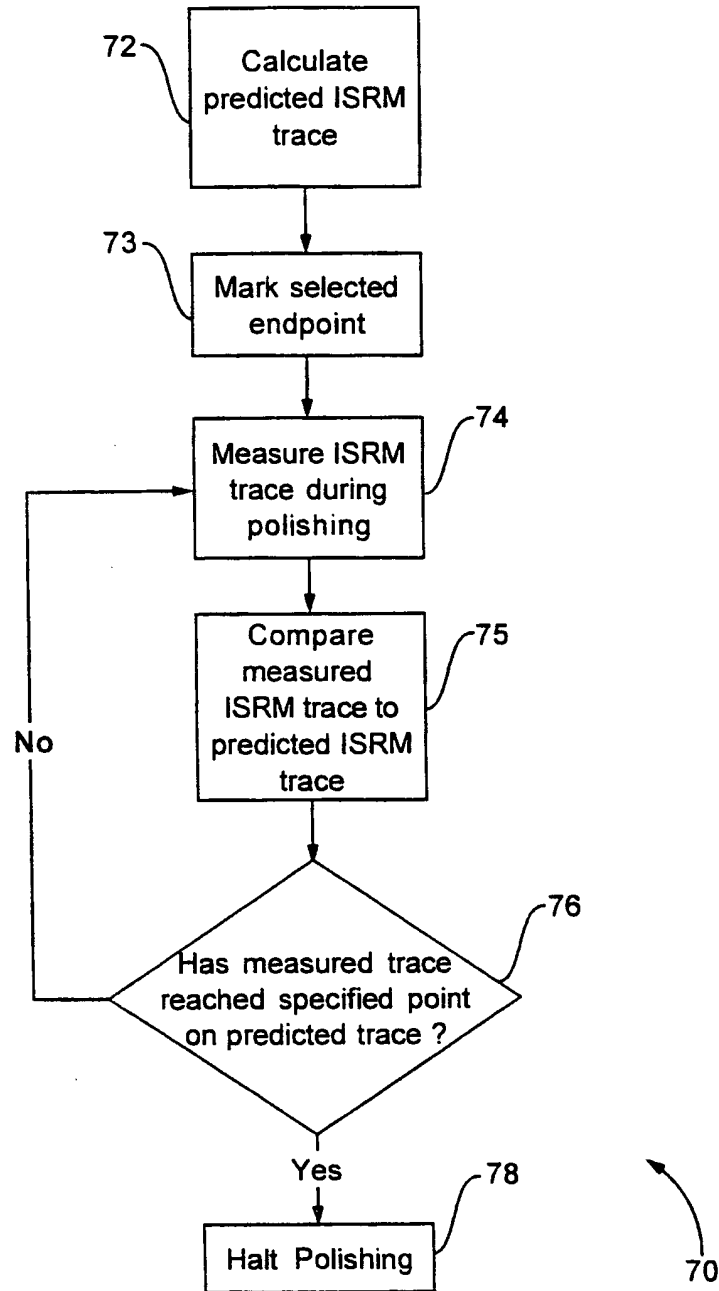 72
Calculate
predicted ISRM
trace
73
Mark selected
endpoint
74
Measure ISRM
trace during
polishing
75
Compare
measured
ISRM trace to
predicted ISRM
trace
No
76
Has measured trace
reached specified point
on predicted trace ?
Yes
78
Halt Polishing
70